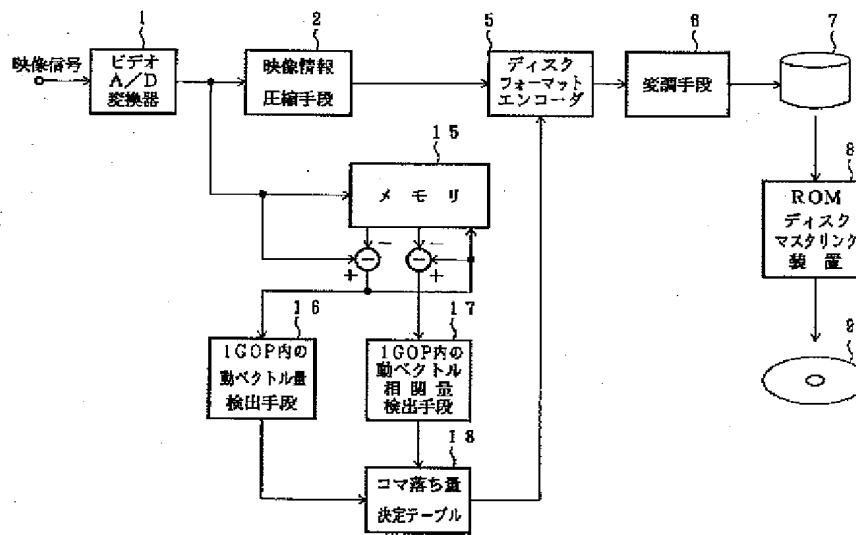 映像信号
1
ビデオ
A/D
変換器
2
映像情報
圧縮手段
5
ディスク
フォーマット
エンコーダ
6
変調手段
7
15
メモリ
8
ROM
ディスク
マスタリング
装置
9
−
−
−
−
+
+
16
1GOP内の
動ベクトル量
検出手段
17
1GOP内の
動ベクトル
相関量
検出手段
18
コマ落ち量
決定テーブル